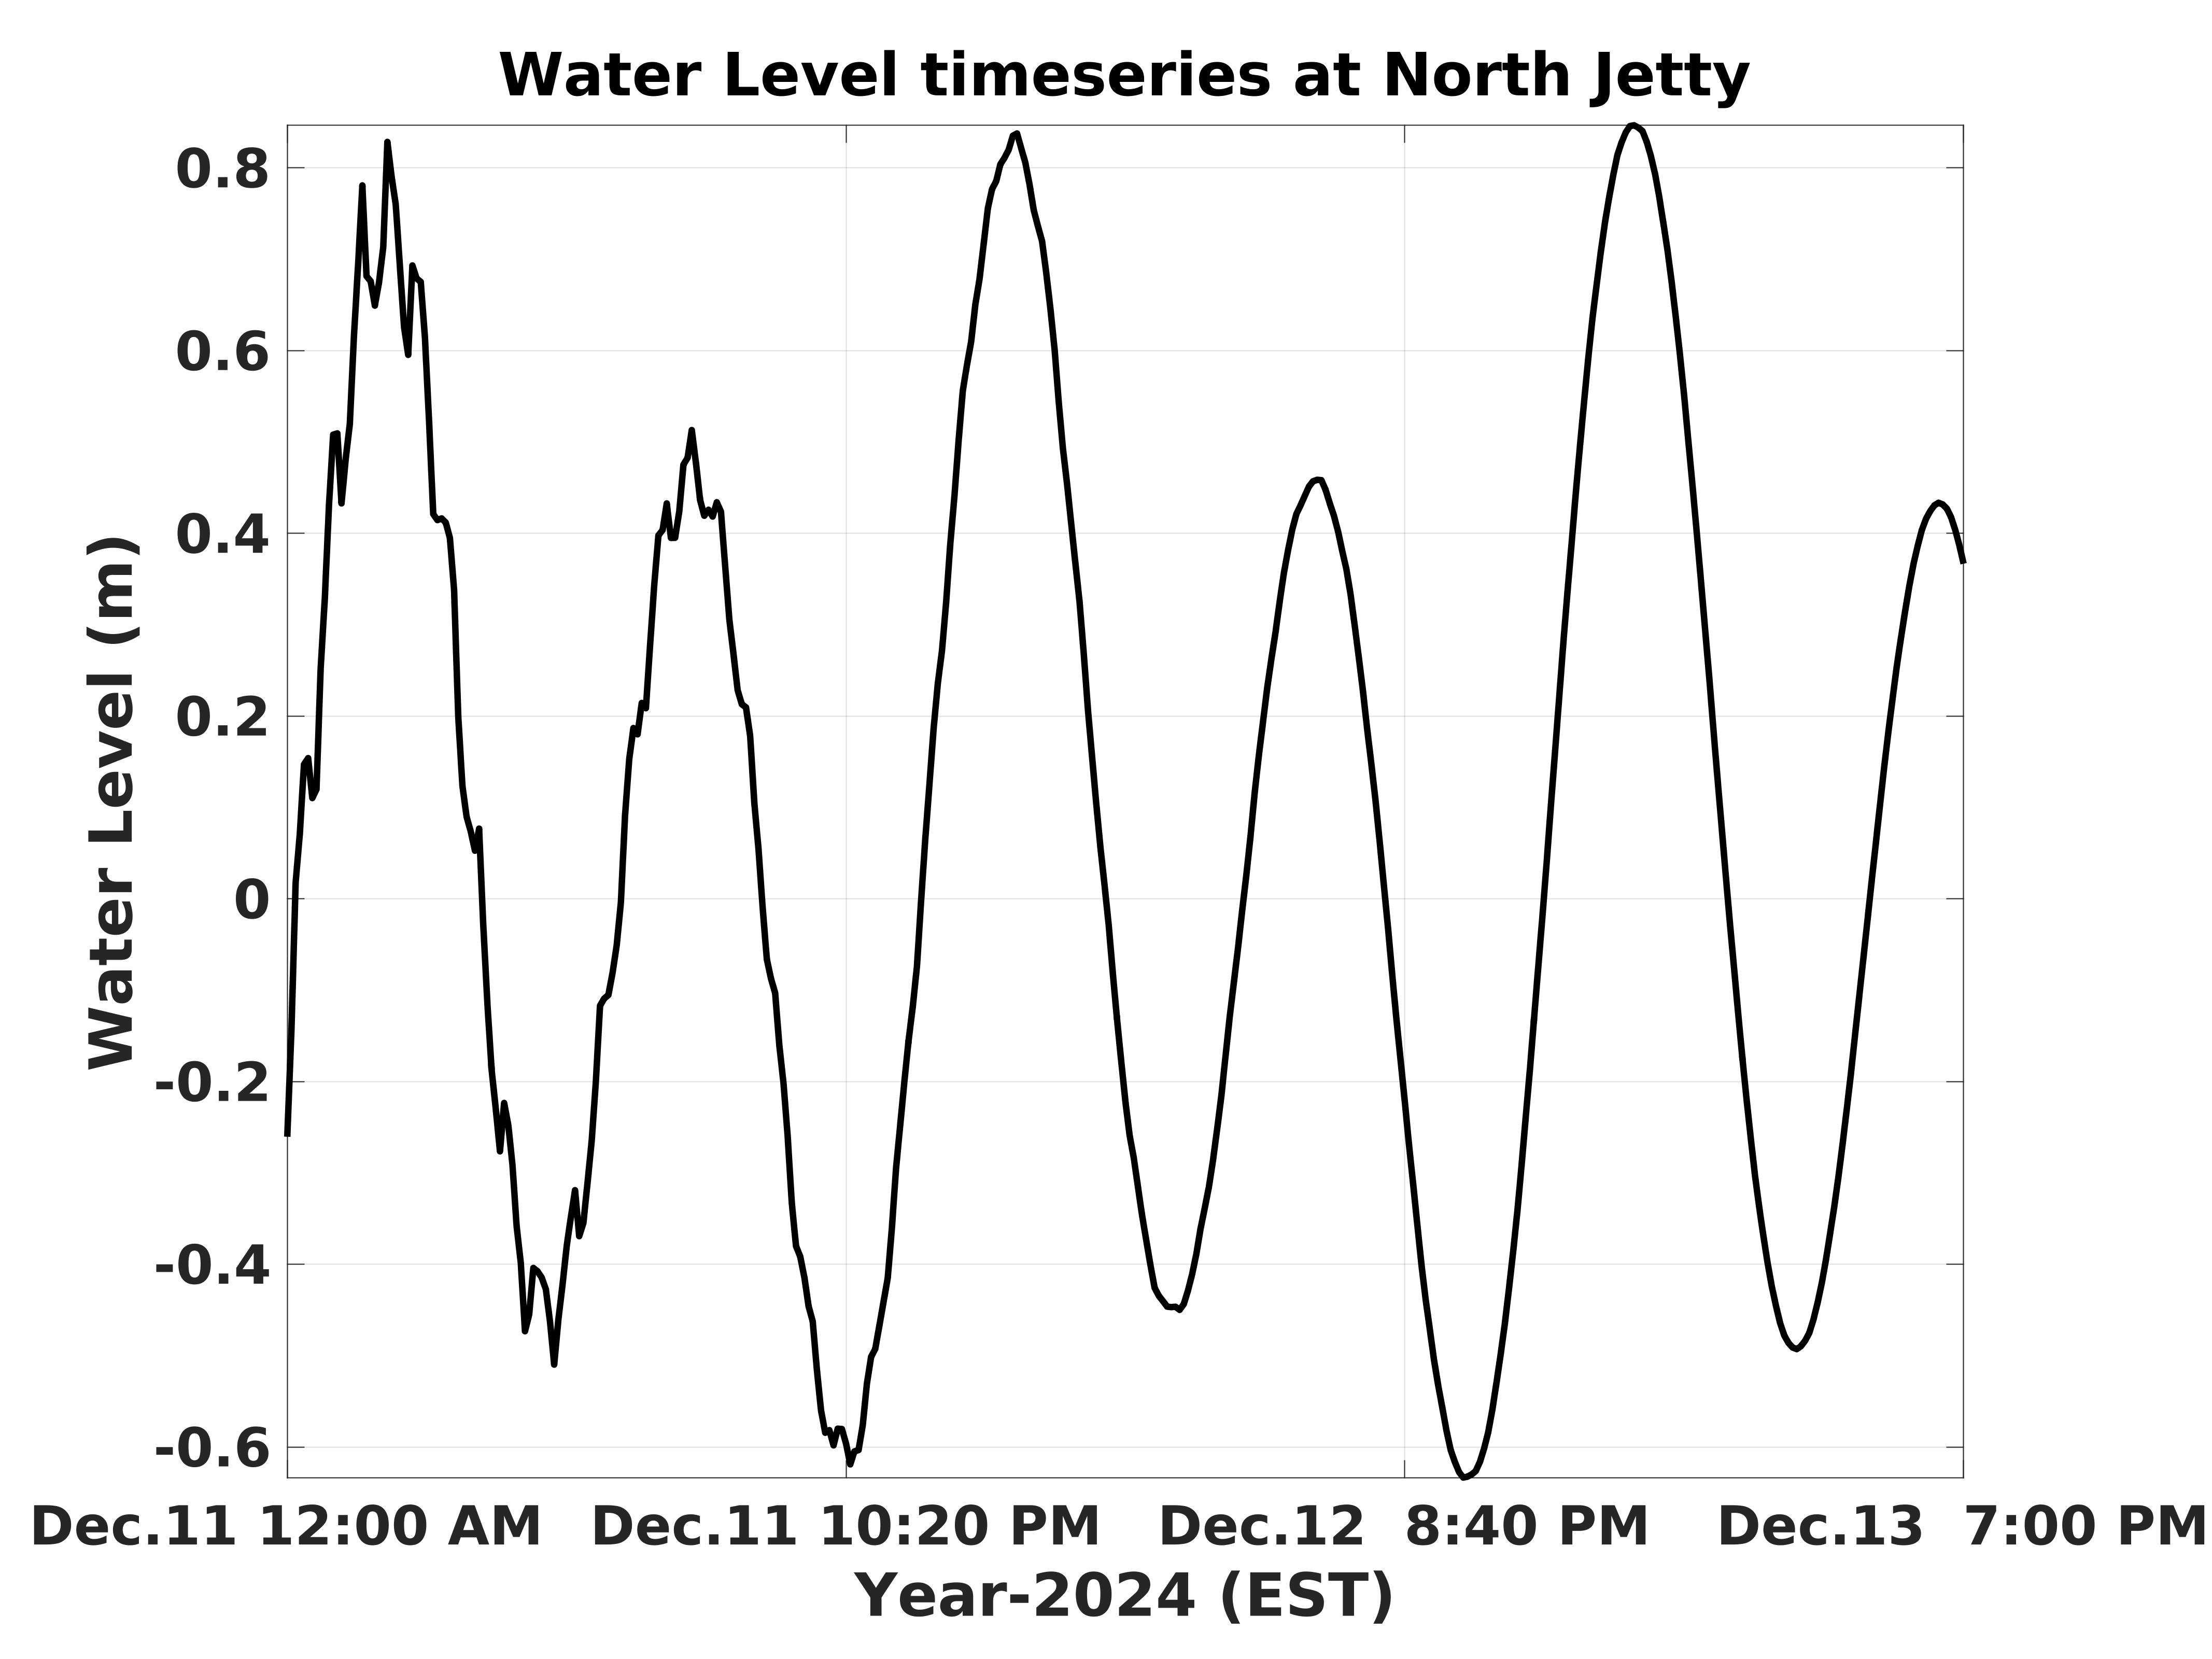 Water Level timeseries at North Jetty
Water Level (m)
0.8
0.6
0.4
0.2
0
-0.2
-0.4
-0.6
Dec.11 12:00 AM Dec.11 10:20 PM Dec.12 8:40 PM Dec.13 7:00 PM
Year-2024 (EST)